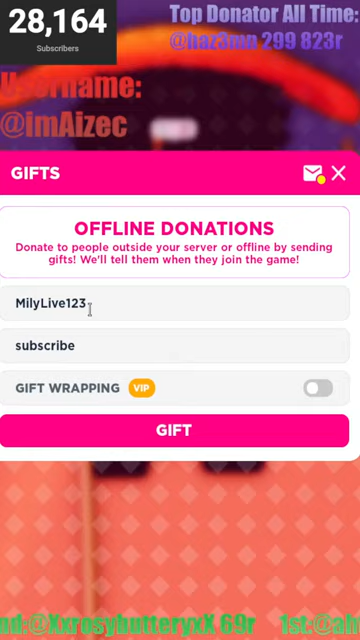 28,164
Subscribers
Top Donator All Time:
@haz3mn 299 823r
Username:
@imAizec
GIFTS
OFFLINE DONATIONS
Donate to people outside your server or offline by sending
gifts! We'll tell them when they join the game!
MilyLive123
subscribe
GIFT WRAPPING VIP
GIFT
nd:@XxrosybutteryxX 69r 1st:@ab